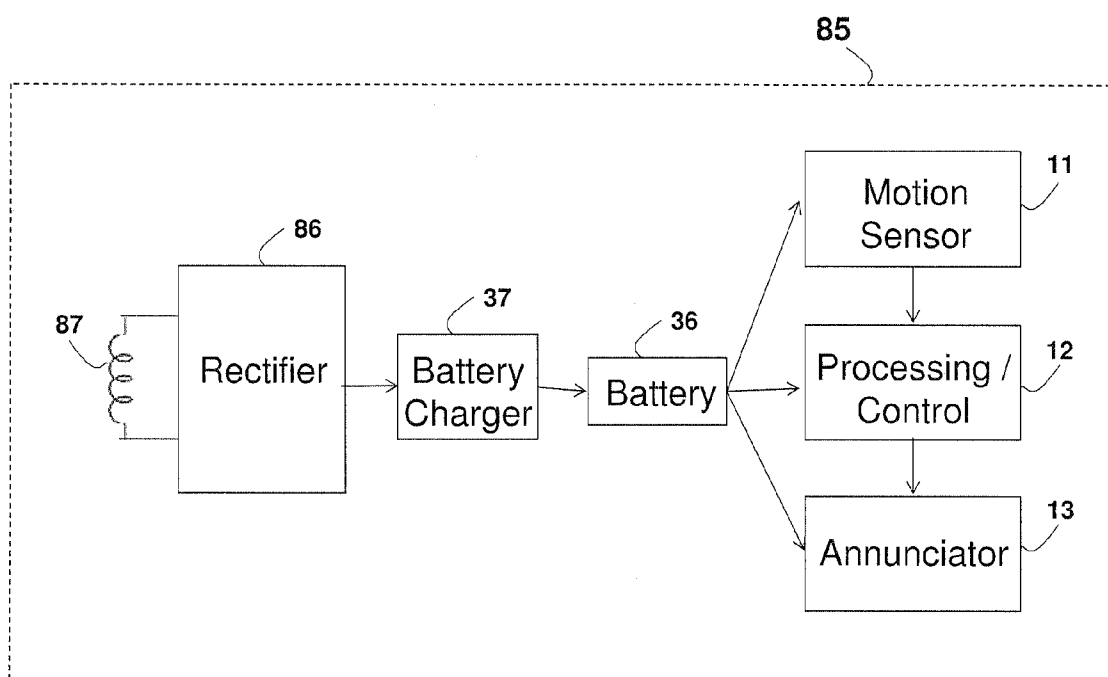 85
11
Motion
Sensor
86
87
Rectifier
37
Battery
Charger
36
Battery
12
Processing /
Control
13
Annunciator